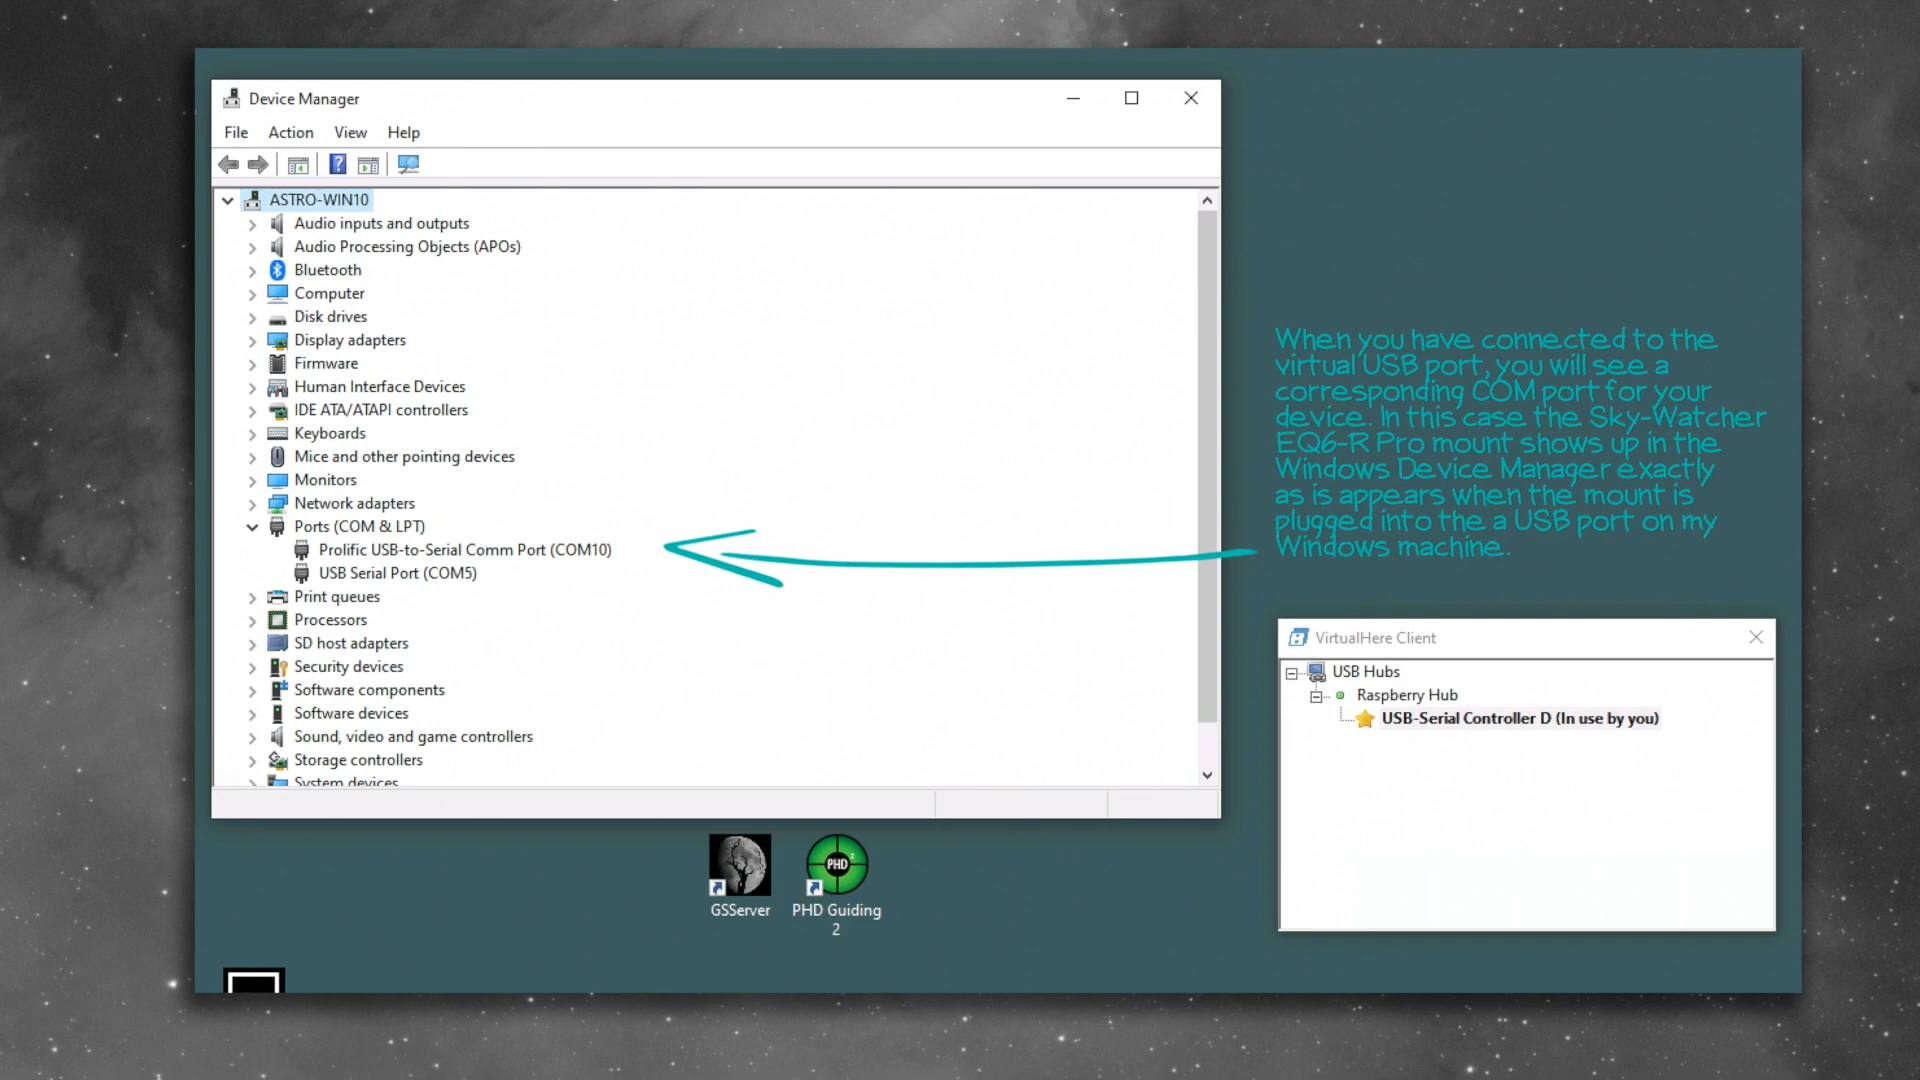 Device Manager
File Action View Help
ASTRO-WIN10
Audio inputs and outputs
Audio Processing Objects (APOs)
Bluetooth
Computer
Disk drives
Display adapters
Firmware
Human Interface Devices
IDE ATA/ATAPI controllers
Keyboards
Mice and other pointing devices
Monitors
Network adapters
Ports (COM & LPT)
Prolific USB-to-Serial Comm Port (COM10)
USB Serial Port (COM5)
Print queues
Processors
SD host adapters
Security devices
Software components
Software devices
Sound, video and game controllers
Storage controllers
System devices
When you have connected to the
virtual USB port, you will see a
corresponding COM port for your
device. In this case the Sky-Watcher
EQ6-R Pro mount shows up in the
Windows Device Manager exactly
as is appears when the mount is
plugged into the a USB port on my
Windows machine.
VirtualHere Client
USB Hubs
Raspberry Hub
USB-Serial Controller D (In use by you)
PHD 2
GSServer
PHD Guiding
2